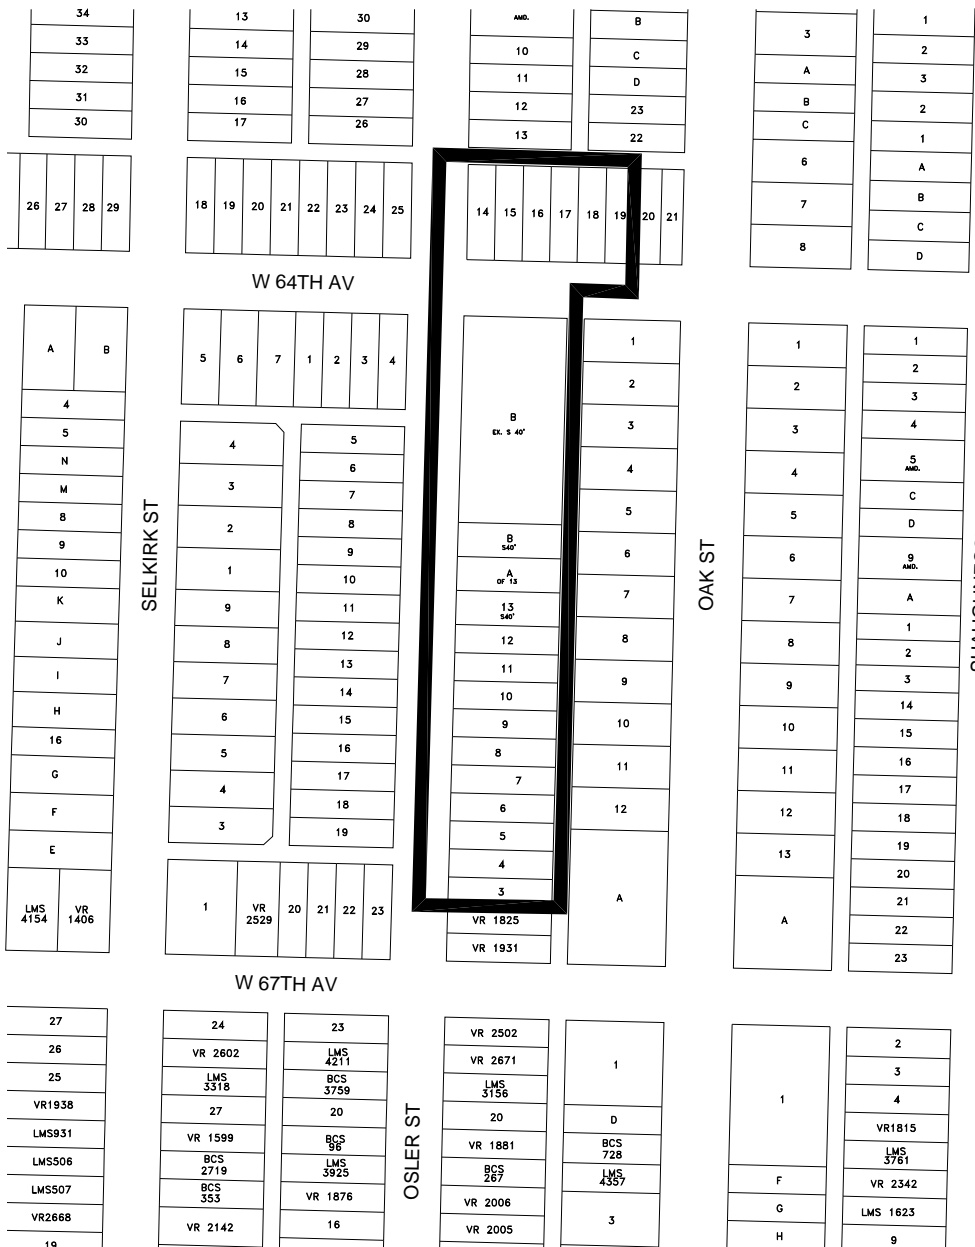 34
33
32
31
30
13
14
15
16
17
30
29
28
27
26
AMD.
10
11
12
13
B
C
D
23
22
3
A
B
C
6
7
8
1
2
3
2
1
A
B
C
D
26 27 28 29
18 19 20 21 22 23 24 25
14 15 16 17 18 19 20 21
W 64TH AV
A B
4
5
N
M
8
9
10
K
J
I
H
16
G
F
E
LMS
4154
VR
1406
SELKIRK ST
5 6 7 1 2 3 4
4
3
2
1
9
8
7
6
5
4
3
5
6
7
8
9
10
11
12
13
14
15
16
17
18
19
1
VR
2529
20 21 22 23
B
EX. S 40'
B
S40'
A
OF 13
13
S40'
12
11
10
9
8
7
6
5
4
3
VR 1825
VR 1931
1
2
3
4
5
6
7
8
9
10
11
12
A
OAK ST
1
2
3
4
5
6
7
8
9
10
11
12
13
A
1
2
3
4
5
AMD.
C
D
9
AMD.
A
1
2
3
14
15
16
17
18
19
20
21
22
23
W 67TH AV
27
26
25
VR1938
LMS931
LMS506
LMS507
VR2668
19
24
VR 2602
LMS
3318
27
VR 1599
BCS
2719
BCS
353
VR 2142
23
LMS
4211
BCS
3759
20
BCS
96
LMS
3925
VR 1876
16
OSLER ST
VR 2502
VR 2671
LMS
3156
20
VR 1881
BCS
267
VR 2006
VR 2005
1
D
BCS
728
LMS
4357
3
1
F
G
H
2
3
4
VR1815
LMS
3761
VR 2342
LMS 1623
9